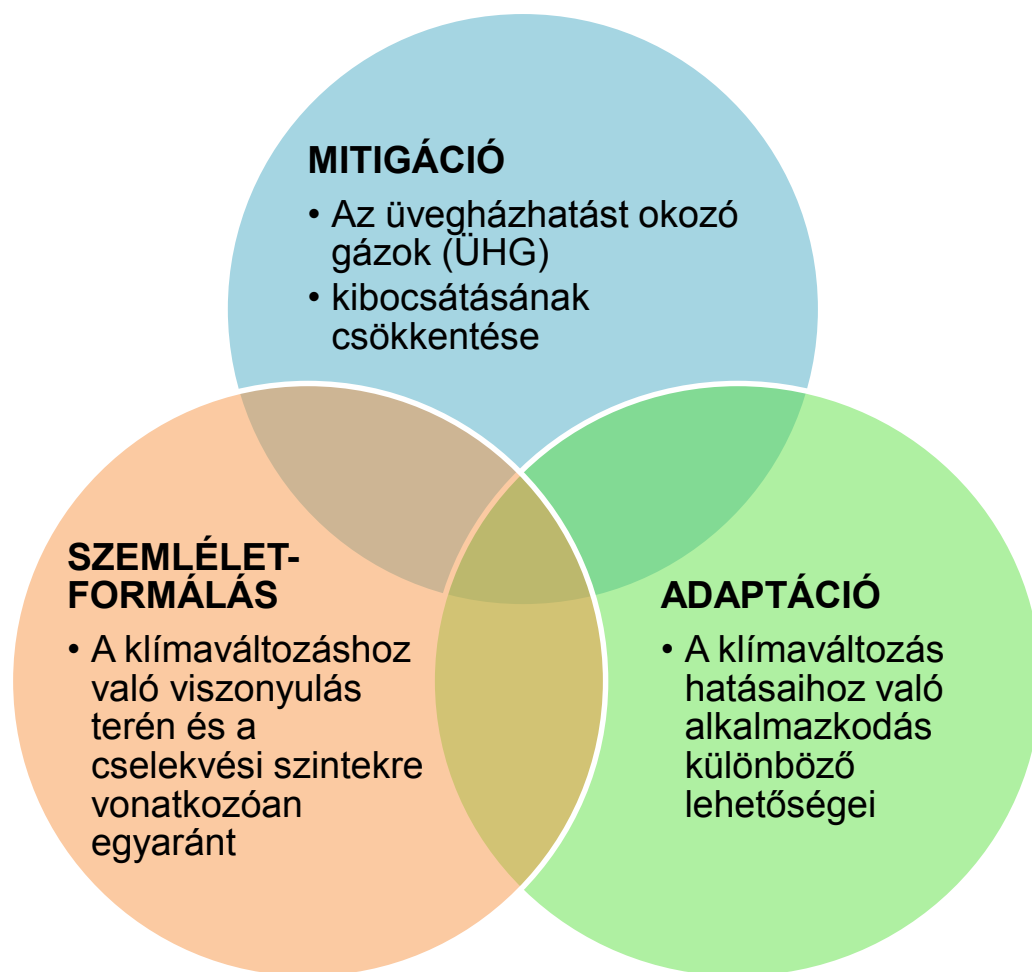 MITIGÁCIÓ
• Az üvegházhatást okozó
gázok (ÜHG)
• kibocsátásának
csökkentése
SZEMLÉLET-
FORMÁLÁS
• A klímaváltozáshoz
való viszonyulás
terén és a
cselekvési szintekre
vonatkozóan
egyaránt
ADAPTÁCIÓ
• A klímaváltozás
hatásaihoz való
alkalmazkodás
különböző
lehetőségei